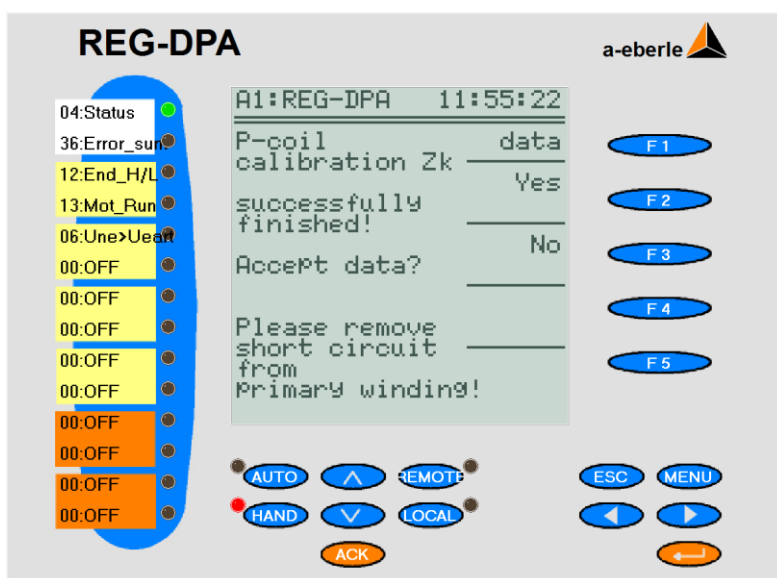 REG-DPA
a-eberle
04:Status
36:Error_sum
12:End_H/L
13:Mot_Run
06:Une>Ueart
00:OFF
00:OFF
00:OFF
00:OFF
00:OFF
00:OFF
00:OFF
00:OFF
00:OFF
A1:REG-DPA 11:55:22
P-coil data
calibration Zk
Yes
successfully
finished!
No
Accept data?
Please remove
short circuit
from
primary winding!
F1
F2
F3
F4
F5
AUTO REMOTE ESC MENU
HAND LOCAL
ACK